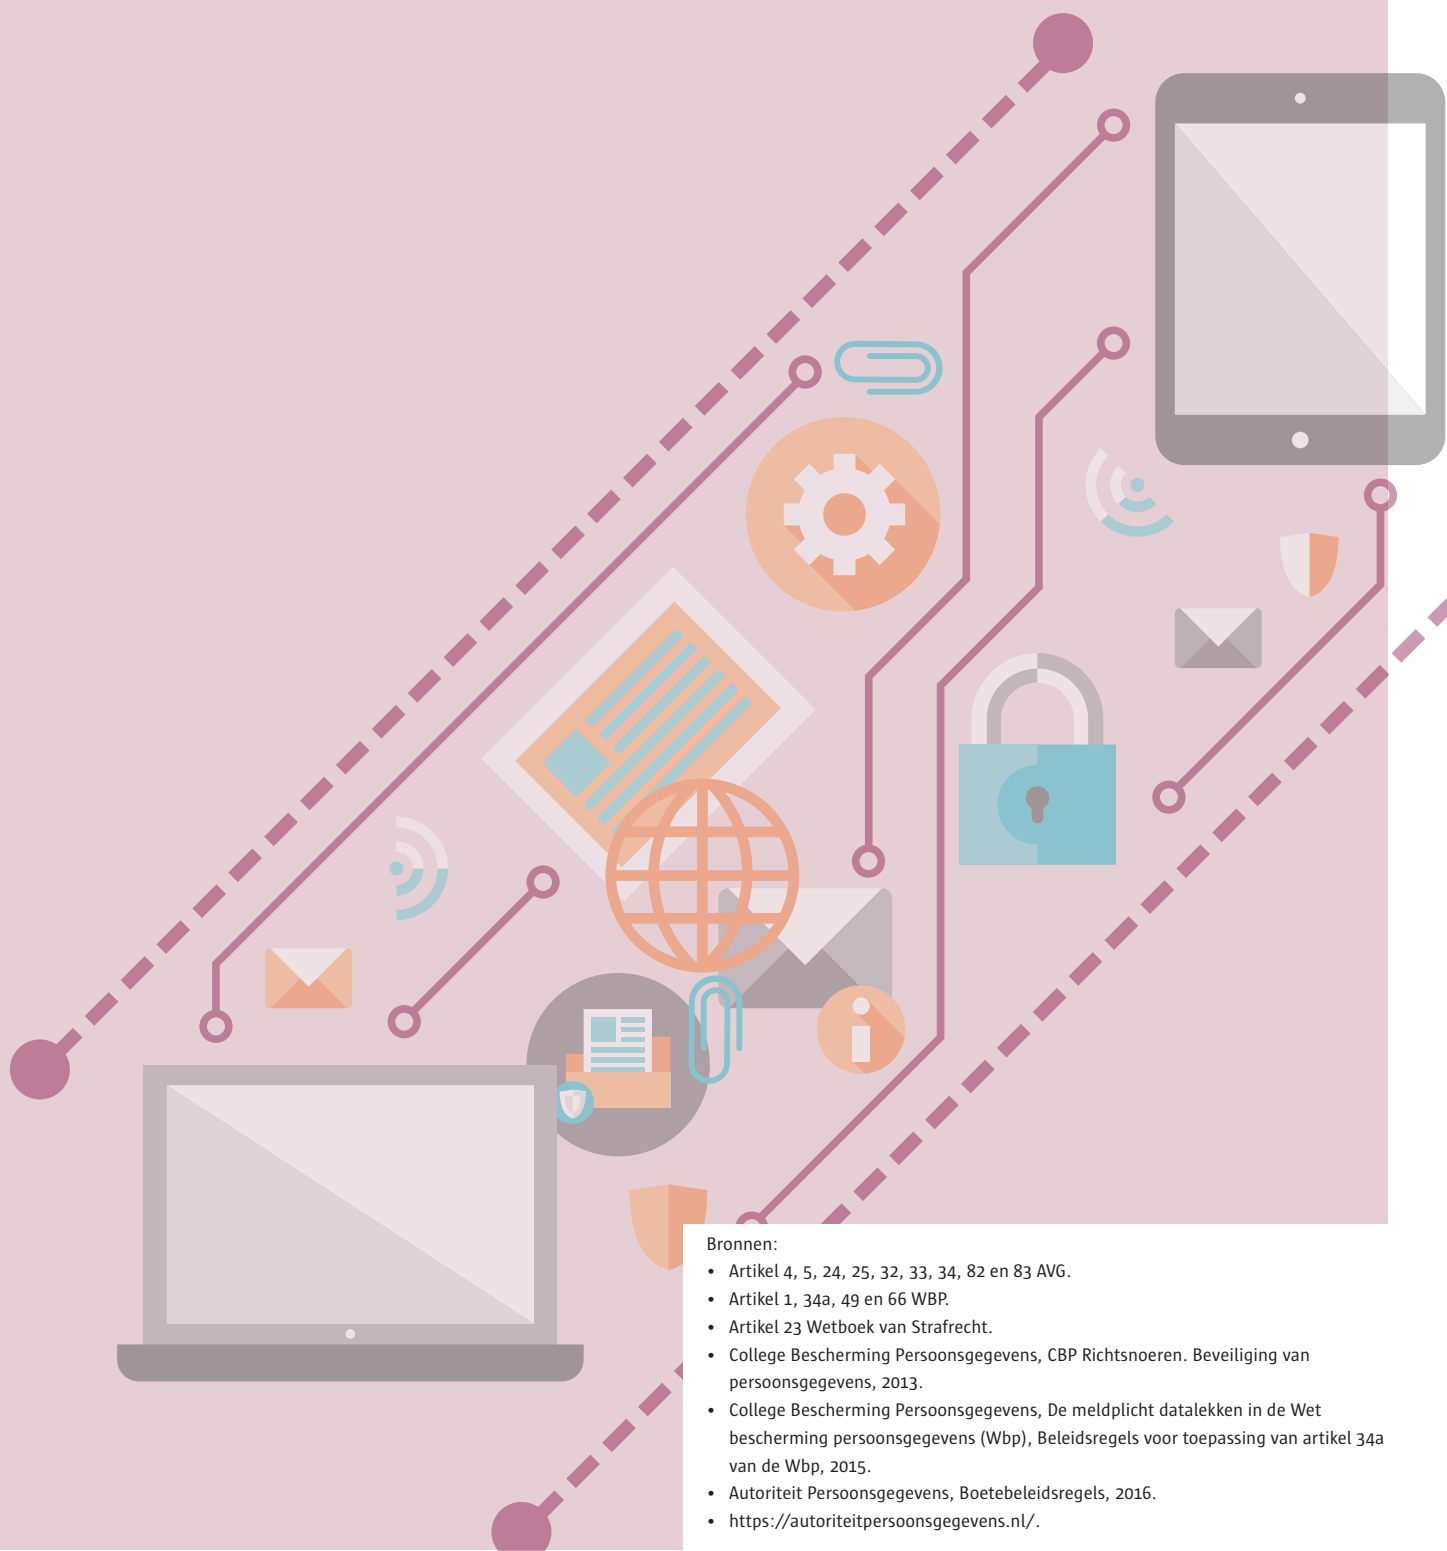 Bronnen:
• Artikel 4, 5, 24, 25, 32, 33, 34, 82 en 83 AVG.
• Artikel 1, 34a, 49 en 66 WBP.
• Artikel 23 Wetboek van Strafrecht.
• College Bescherming Persoonsgegevens, CBP Richtsnoeren. Beveiliging van
persoonsgegevens, 2013.
• College Bescherming Persoonsgegevens, De meldplicht datalekken in de Wet
bescherming persoonsgegevens (Wbp), Beleidsregels voor toepassing van artikel 34a
van de Wbp, 2015.
• Autoriteit Persoonsgegevens, Boetebeleidsregels, 2016.
• https://autoriteitpersoonsgegevens.nl/.